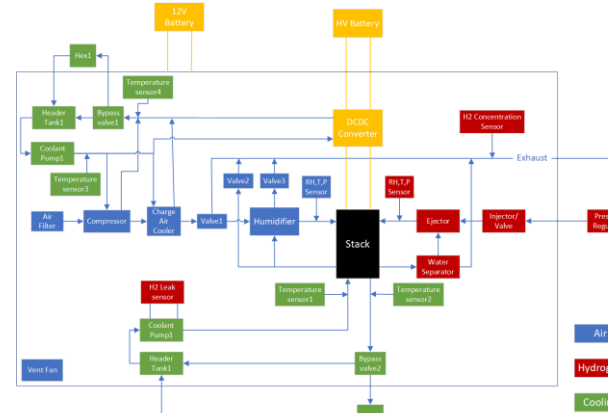 12V
Battery
HV Battery
Hex1
Temperature
sensor4
Header
Tank1
Bypass
valve1
DCDC
Converter
H2 Concentration
Sensor
Coolant
Pump1
Exhaust
Temperature
sensor3
Valve2
Valve3
RH,T,P
Sensor
RH,T,P
Sensor
Air
Filter
Compressor
Charge
Air
Cooler
Valve1
Humidifier
Stack
Ejector
Injector/
Valve
Water
Separator
H2 Leak
sensor
Temperature
sensor1
Temperature
sensor2
Coolant
Pump1
Air
Header
Tank1
Bypass
valve2
Vent Fan